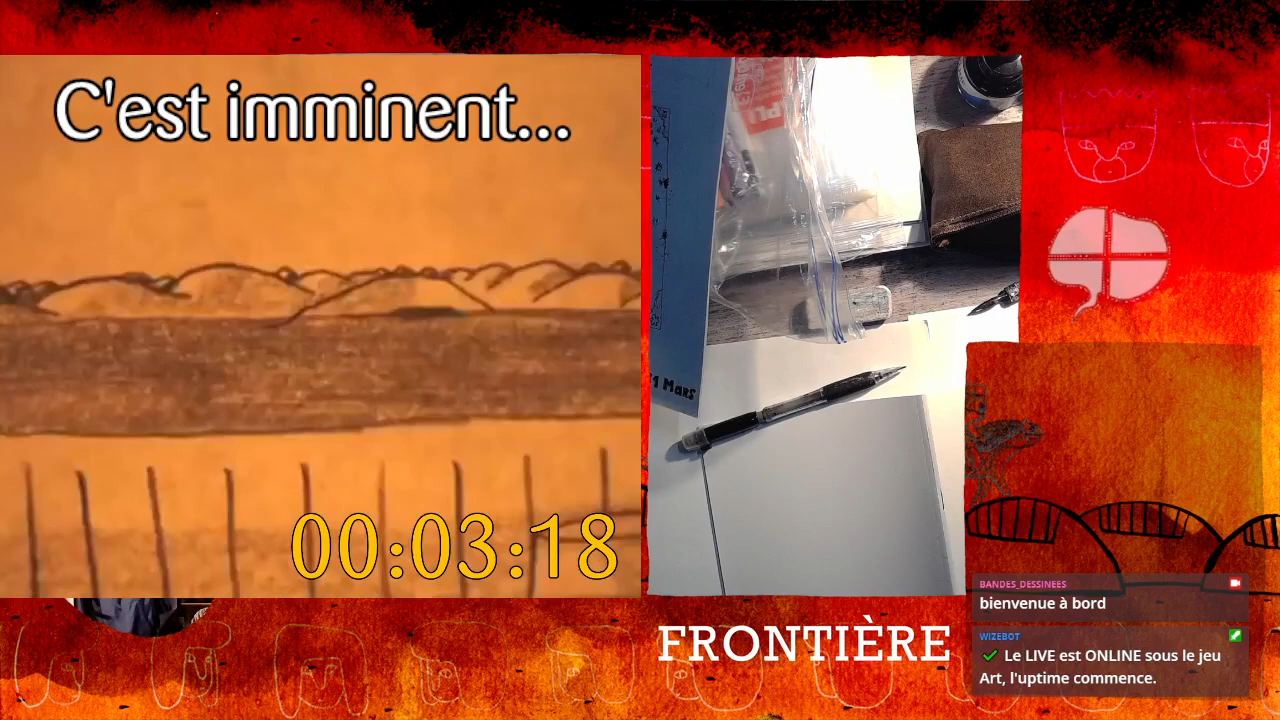 C'est imminent...
00:03:18
1 Mars
FRONTIÈRE
BANDES_DESSINEES
bienvenue à bord
WIZEBOT
Le LIVE est ONLINE sous le jeu
Art, l'uptime commence.